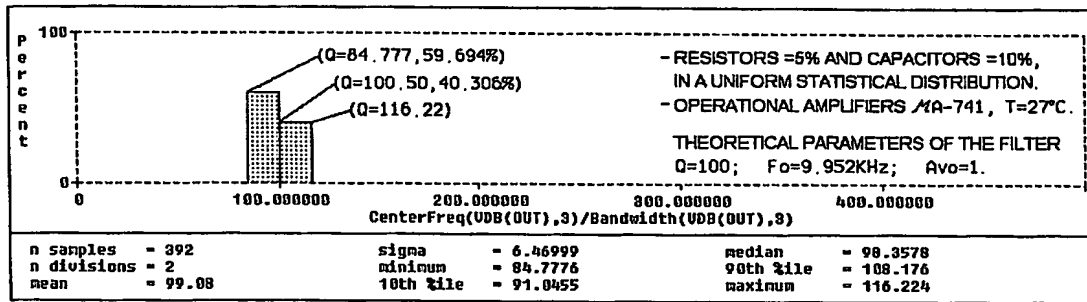 Percent
100
0
(Q=84.777,59.694%)
(Q=100.50,40.306%)
(Q=116.22)
- RESISTORS =5% AND CAPACITORS =10%,
IN A UNIFORM STATISTICAL DISTRIBUTION.
- OPERATIONAL AMPLIFIERS μA-741, T=27°C.
THEORETICAL PARAMETERS OF THE FILTER
Q=100; Fo=9.952KHz; Avo=1.
0 100.000000 200.000000 300.000000 400.000000
CenterFreq(VDB(OUT),3)/Bandwidth(VDB(OUT),3)
n samples = 392 sigma = 6.46999 median = 98.3578
n divisions = 2 minimum = 84.7776 90th %ile = 108.176
mean = 99.08 10th %ile = 91.0455 maximum = 116.224